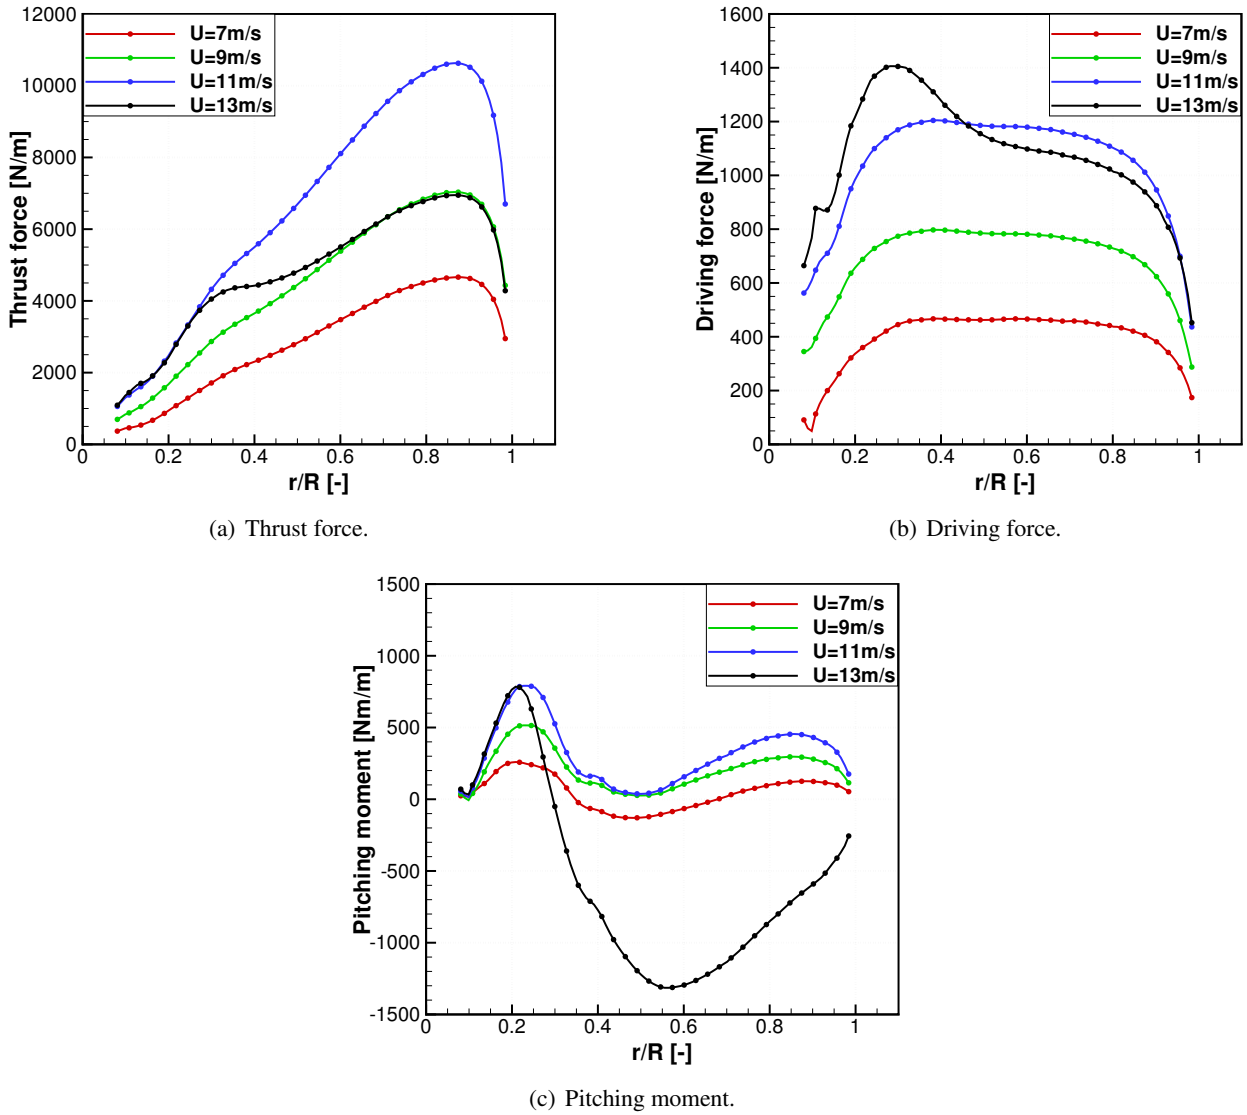 12000
10000
8000
6000
4000
2000
0
Thrust force [N/m]
U=7m/s
U=9m/s
U=11m/s
U=13m/s
0 0.2 0.4 0.6 0.8 1
r/R [-]
(a) Thrust force.
1600
1400
1200
1000
800
600
400
200
0
Driving force [N/m]
U=7m/s
U=9m/s
U=11m/s
U=13m/s
0 0.2 0.4 0.6 0.8 1
r/R [-]
(b) Driving force.
1500
1000
500
0
-500
-1000
-1500
Pitching moment [Nm/m]
U=7m/s
U=9m/s
U=11m/s
U=13m/s
0 0.2 0.4 0.6 0.8 1
r/R [-]
(c) Pitching moment.